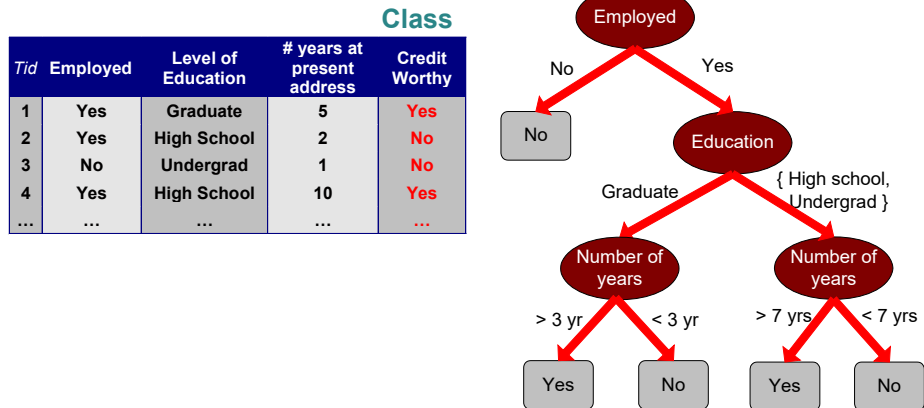 Class
Tid Employed Level of Education # years at present address Credit Worthy
1 Yes Graduate 5 Yes
2 Yes High School 2 No
3 No Undergrad 1 No
4 Yes High School 10 Yes
… … … … …
Employed
No Yes
No
Education
Graduate { High school,
Undergrad }
Number of
years
Number of
years
> 3 yr < 3 yr > 7 yrs < 7 yrs
Yes No Yes No